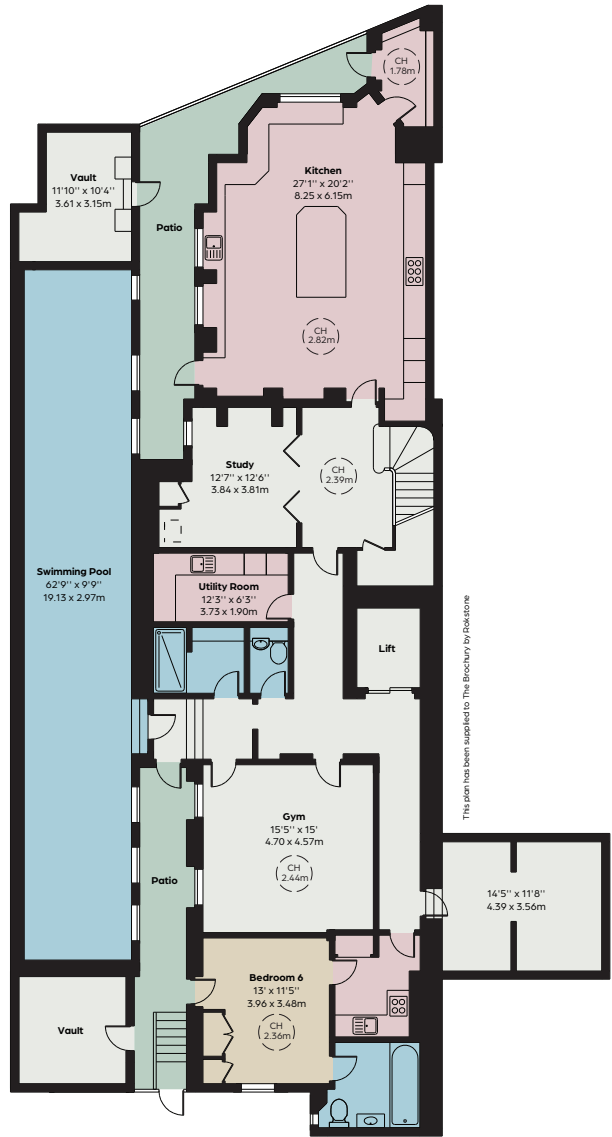 CH
1.78m
Vault
11'10'' x 10'4''
3.61 x 3.15m
Kitchen
27'1'' x 20'2''
8.25 x 6.15m
Patio
CH
2.82m
Study
12'7'' x 12'6''
3.84 x 3.81m
CH
2.39m
Swimming Pool
62'9'' x 9'9''
19.13 x 2.97m
Utility Room
12'3'' x 6'3''
3.73 x 1.90m
Lift
This plan has been supplied to The Brochury by Rakstone
Gym
15'5'' x 15'
4.70 x 4.57m
CH
2.44m
Patio
14'5'' x 11'8''
4.39 x 3.56m
Bedroom 6
13' x 11'5''
3.96 x 3.48m
CH
2.36m
Vault